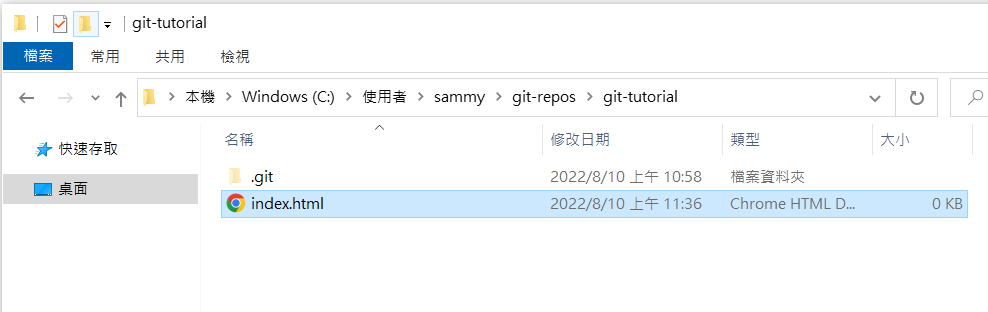 git-tutorial
檔案 常用 共用 檢視
本機 Windows (C:) 使用者 sammy git-repos git-tutorial
快速存取
桌面
名稱 修改日期 類型 大小
.git 2022/8/10 上午 10:58 檔案資料夾
index.html 2022/8/10 上午 11:36 Chrome HTML D... 0 KB